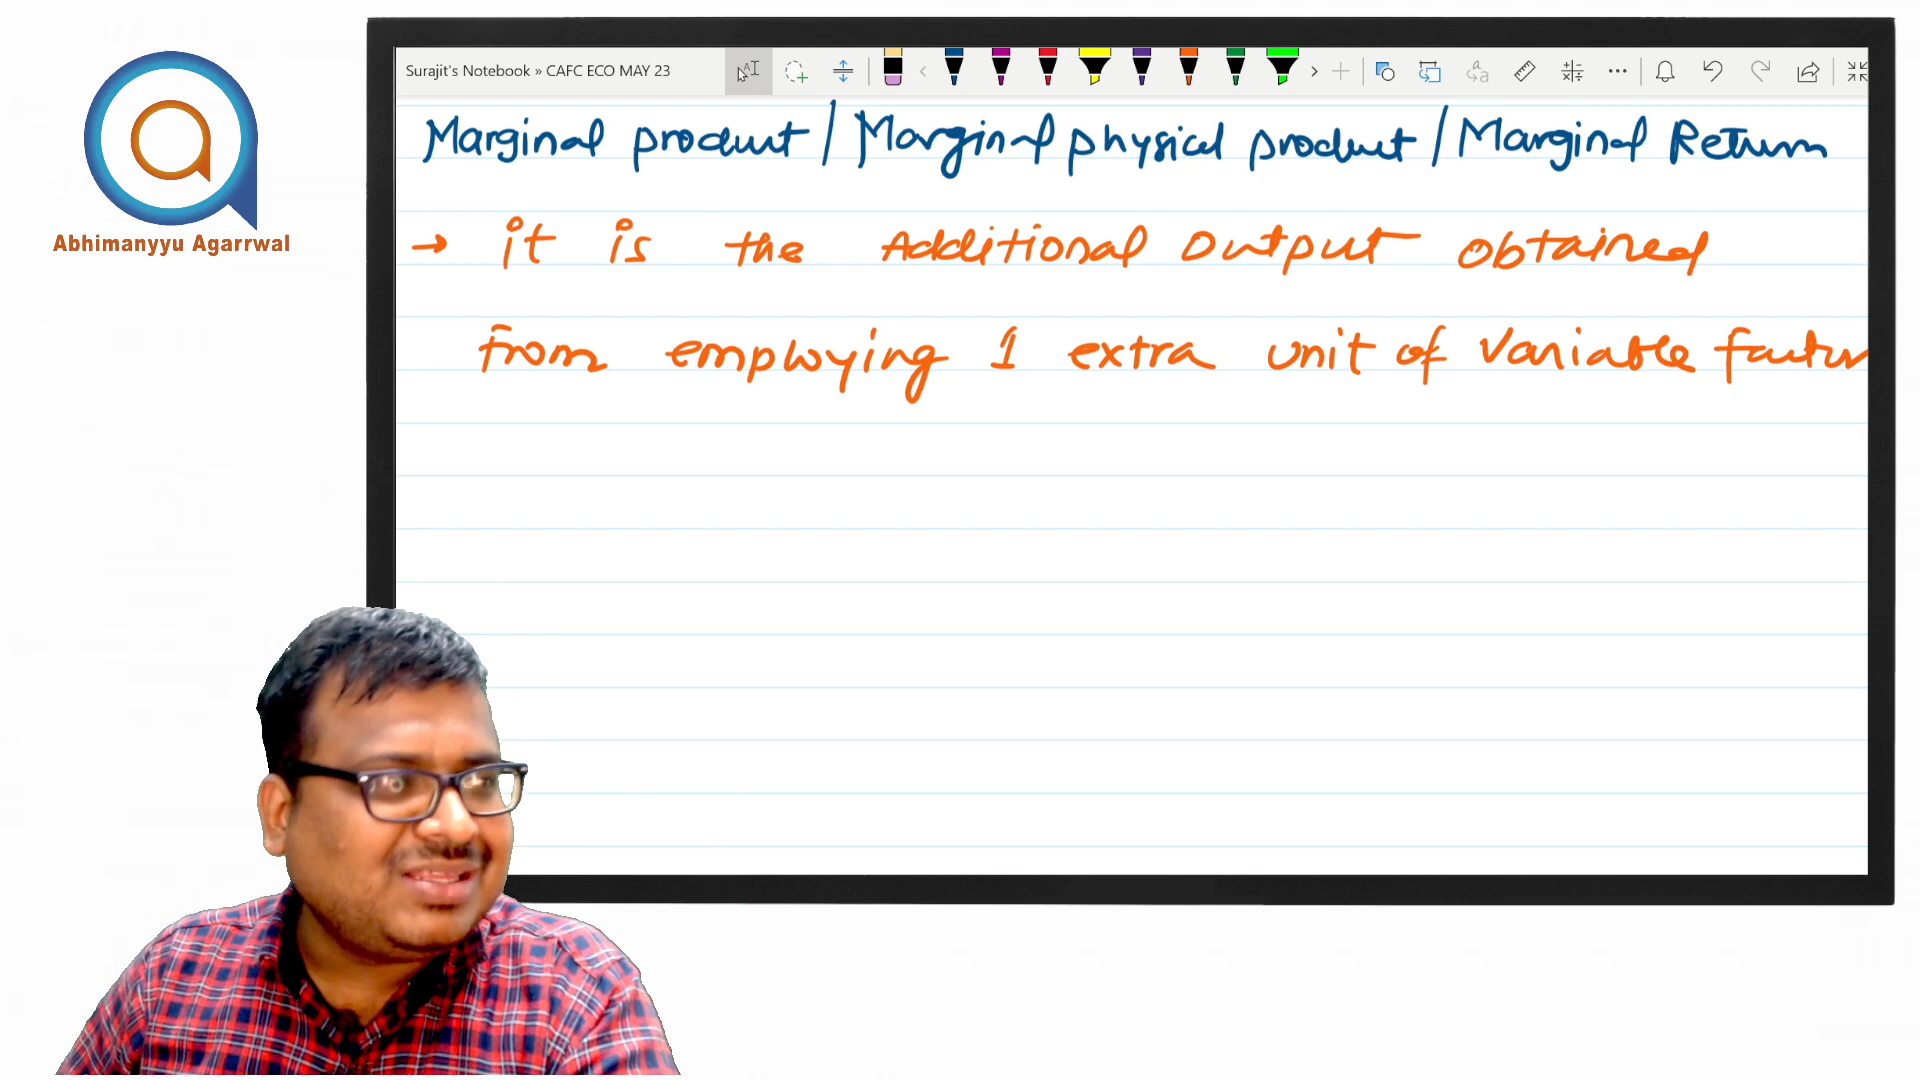 Surajit's Notebook » CAFC ECO MAY 23
Abhimanyyu Agarrwal
Marginal product / Marginal physical product / Marginal Return
→ it is the Additional Output obtained
From employing 1 extra unit of variable factor